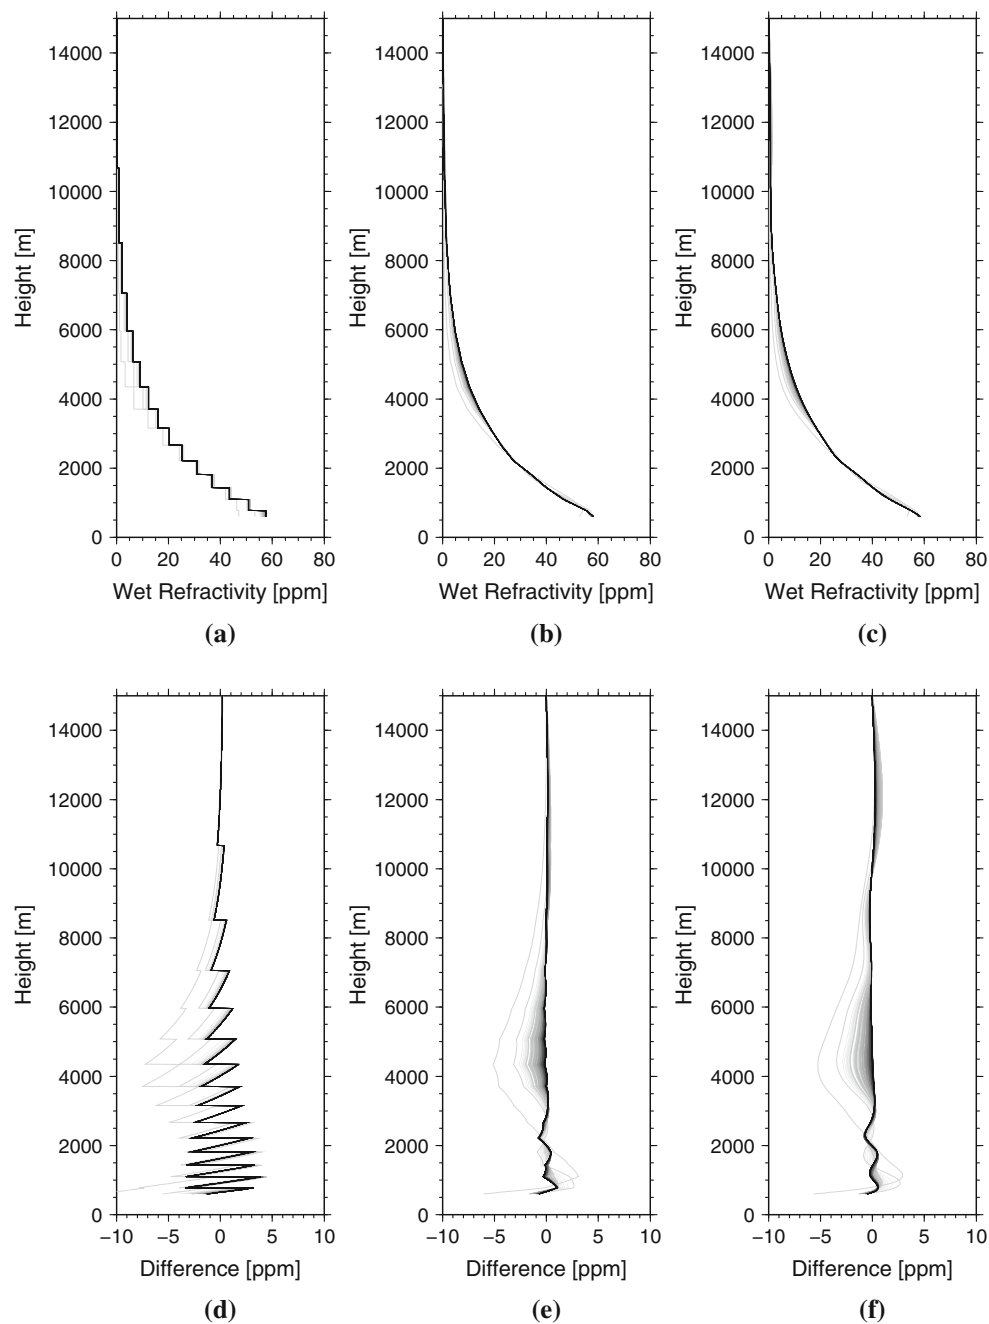 14000 14000 14000
12000 12000 12000
10000 10000 10000
8000 8000 8000
6000 6000 6000
4000 4000 4000
2000 2000 2000
0 0 0
Height [m] Height [m] Height [m]
0 20 40 60 80 0 20 40 60 80 0 20 40 60 80
Wet Refractivity [ppm] Wet Refractivity [ppm] Wet Refractivity [ppm]
(a) (b) (c)
14000 14000 14000
12000 12000 12000
10000 10000 10000
8000 8000 8000
6000 6000 6000
4000 4000 4000
2000 2000 2000
0 0 0
Height [m] Height [m] Height [m]
−10 −5 0 5 10 −10 −5 0 5 10 −10 −5 0 5 10
Difference [ppm] Difference [ppm] Difference [ppm]
(d) (e) (f)